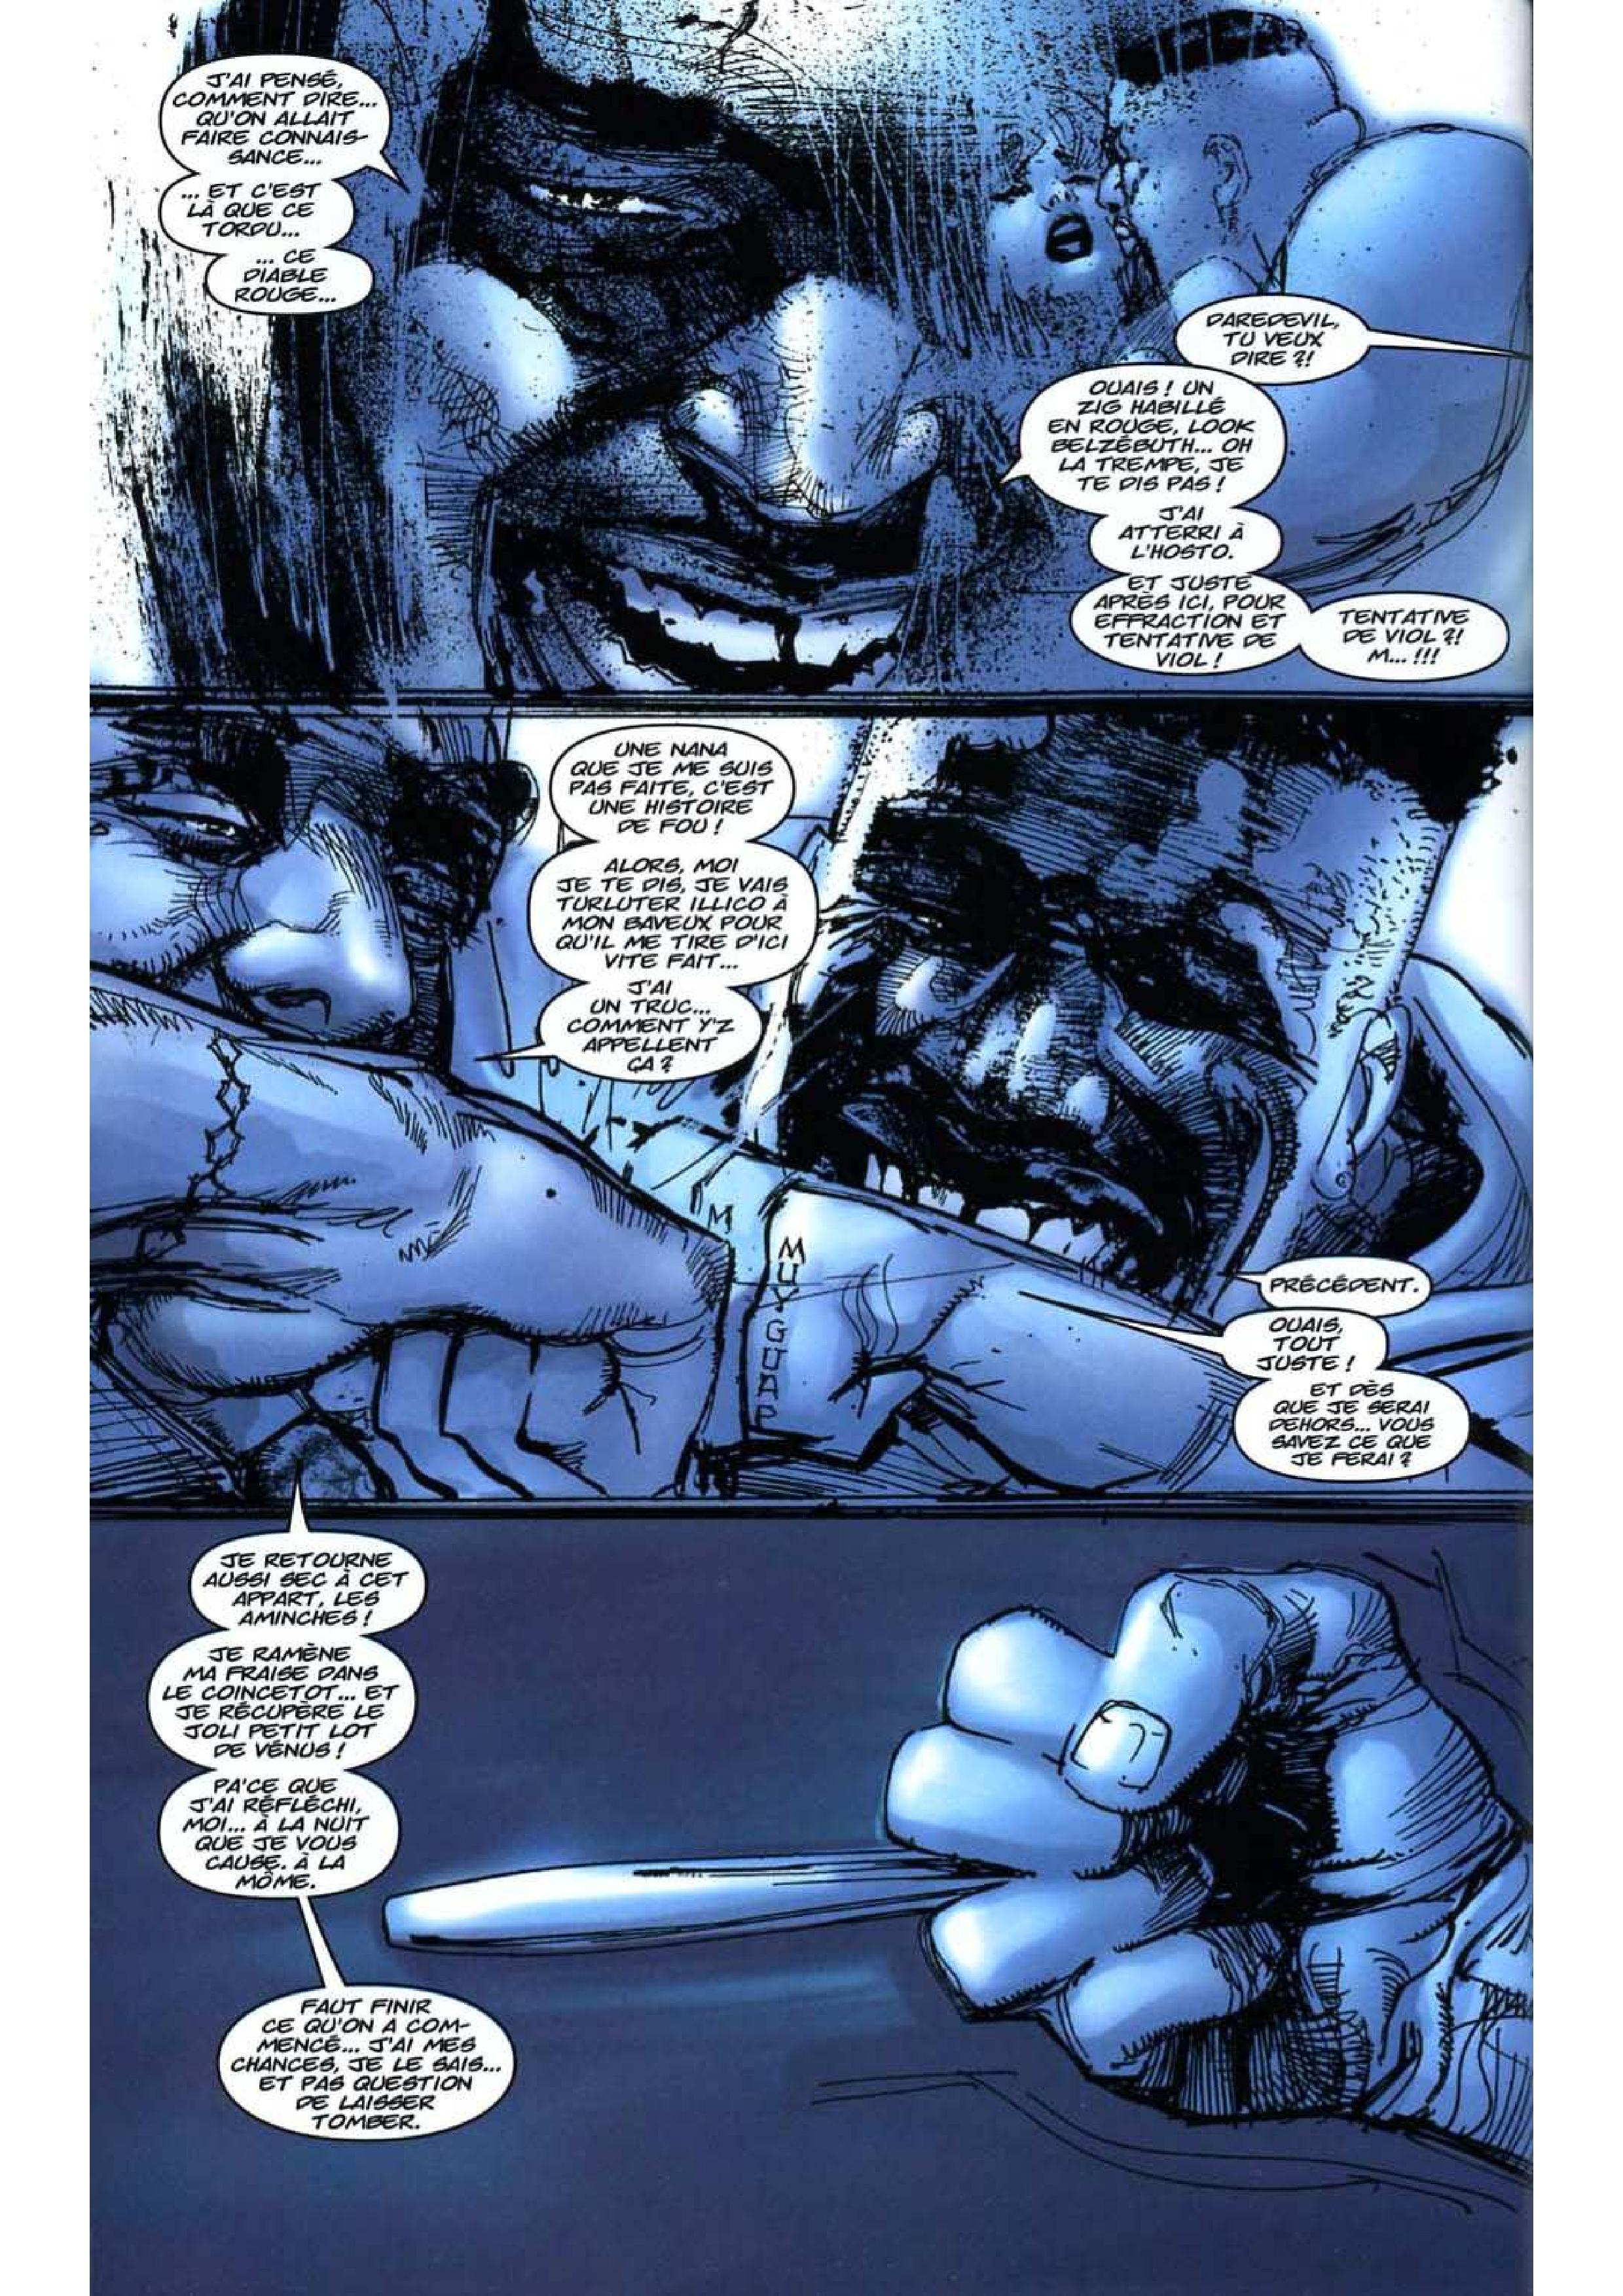 J'AI PENSÉ,
COMMENT DIRE...
QU'ON ALLAIT
FAIRE CONNAIS-
SANCE...
... ET C'EST
LÀ QUE CE
TORDU...
... CE
DIABLE
ROUGE...
DAREDEVIL,
TU VEUX
DIRE ?!
OUAIS ! UN
ZIG HABILLÉ
EN ROUGE, LOOK
BELZÉBUTH... OH
LA TREMPE, JE
TE DIS PAS !
J'AI
ATTERRI À
L'HOSTO.
ET JUSTE
APRÈS ICI, POUR
EFFRACTION ET
TENTATIVE DE
VIOL !
TENTATIVE
DE VIOL ?!
M... !!!
UNE NANA
QUE JE ME SUIS
PAS FAITE, C'EST
UNE HISTOIRE
DE FOU !
ALORS, MOI
JE TE DIS, JE VAIS
TURLUTER ILLICO À
MON BAVEUX POUR
QU'IL ME TIRE D'ICI
VITE FAIT...
J'AI
UN TRUC...
COMMENT Y'Z
APPELLENT
ÇA ?
M
MUY GUAP
PRÉCÉDENT.
OUAIS,
TOUT
JUSTE !
ET DÈS
QUE JE SERAI
DEHORS... VOUS
SAVEZ CE QUE
JE FERAI ?
JE RETOURNE
AUSSI SEC À CET
APPART, LES
AMINCHES !
JE RAMÈNE
MA FRAISE DANS
LE COINCETOT... ET
JE RÉCUPÈRE LE
JOLI PETIT LOT
DE VÉNUS !
PA'CE QUE
J'AI RÉFLÉCHI,
MOI... À LA NUIT
QUE JE VOUS
CAUSE. À LA
MÔME.
FAUT FINIR
CE QU'ON A COM-
MENCÉ... J'AI MES
CHANCES, JE LE SAIS...
ET PAS QUESTION
DE LAISSER
TOMBER.